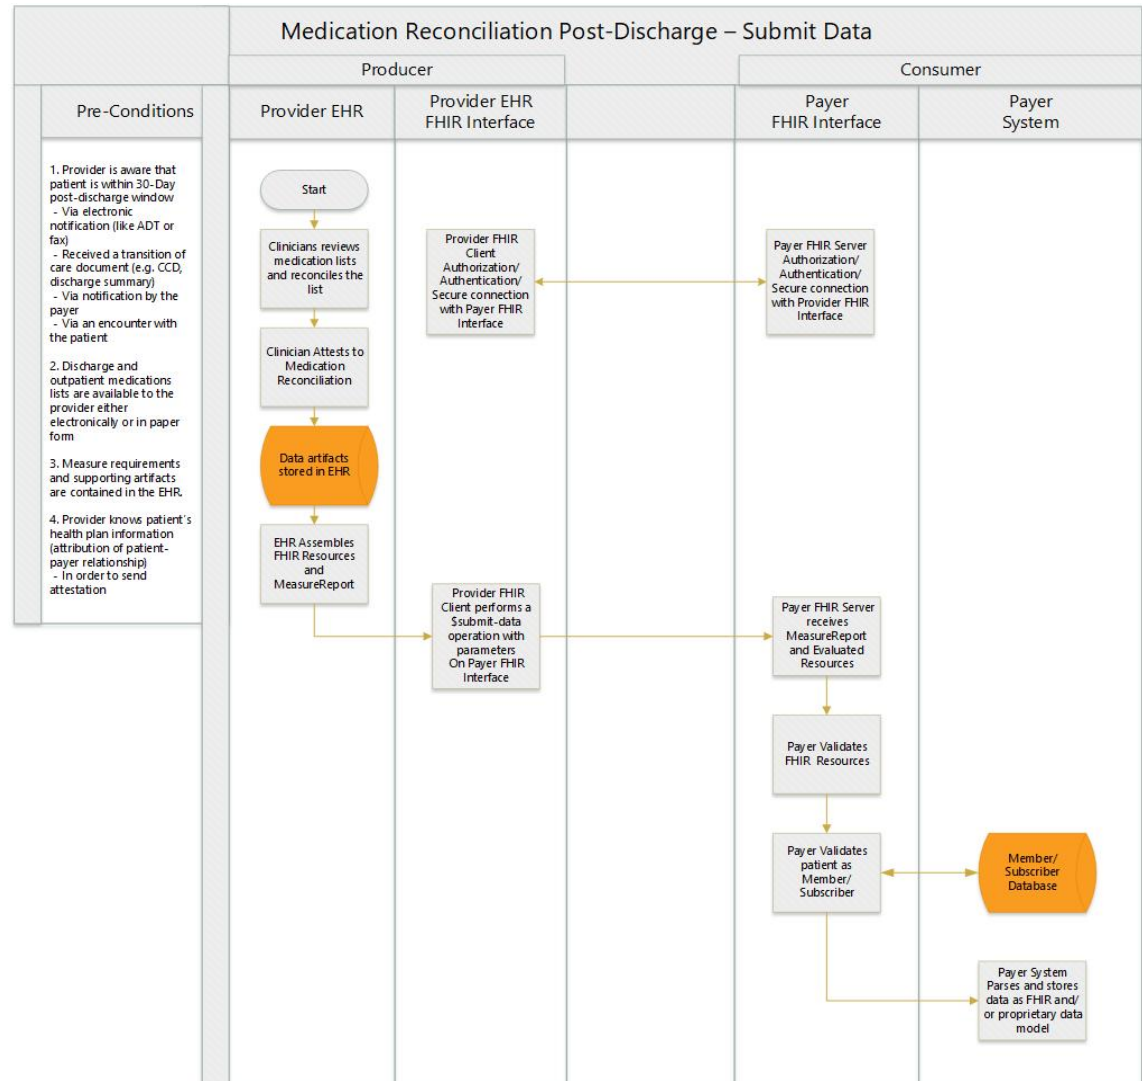 Medication Reconciliation Post-Discharge – Submit Data
Producer
Consumer
Pre-Conditions
Provider EHR
Provider EHR
FHIR Interface
Payer
FHIR Interface
Payer
System
1. Provider is aware that
patient is within 30-Day
post-discharge window
- Via electronic
notification (like ADT or
fax)
- Received a transition of
care document (e.g. CCD,
discharge summary)
- Via notification by the
payer
- Via an encounter with
the patient
2. Discharge and
outpatient medications
lists are available to the
provider either
electronically or in paper
form
3. Measure requirements
and supporting artifacts
are contained in the EHR.
4. Provider knows patient's
health plan information
(attribution of patient-
payer relationship)
- In order to send
attestation
Start
Clinicians reviews
medication lists
and reconciles the
list
Clinician Attests to
Medication
Reconciliation
Data artifacts
stored in EHR
EHR Assembles
FHIR Resources
and
MeasureReport
Provider FHIR
Client
Authorization/
Authentication/
Secure connection
with Payer FHIR
Interface
Provider FHIR
Client performs a
$submit-data
operation with
parameters
On Payer FHIR
Interface
Payer FHIR Server
Authorization/
Authentication/
Secure connection
with Provider FHIR
Interface
Payer FHIR Server
receives
MeasureReport
and Evaluated
Resources
Payer Validates
FHIR Resources
Payer Validates
patient as
Member/
Subscriber
Member/
Subscriber
Database
Payer System
Parses and stores
data as FHIR and/
or proprietary data
model